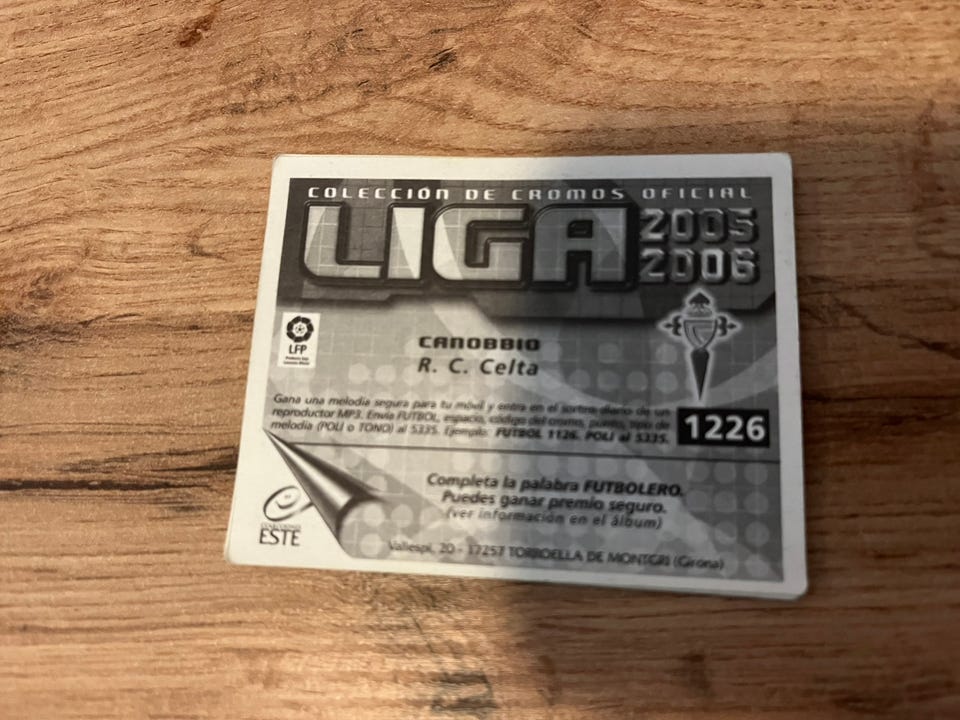 COLECCIÓN DE CROMOS OFICIAL
LIGA 2005
2006
LFP
CANOBBIO
R. C. Celta
Gana una melodía segura para tu móvil y entra en el sorteo diario de un
reproductor MP3. Envía FUTBOL, espacio, código del cromo, punto, tipo de
melodía (POLI o TONO) al 5335. Ejemplo: FUTBOL 1126. POLI al 5335.
1226
Completa la palabra FUTBOLERO.
Puedes ganar premio seguro.
(ver información en el álbum)
COLECCIONES
ESTE
Vallespí, 20 - 17257 TORROELLA DE MONTGRI (Girona)